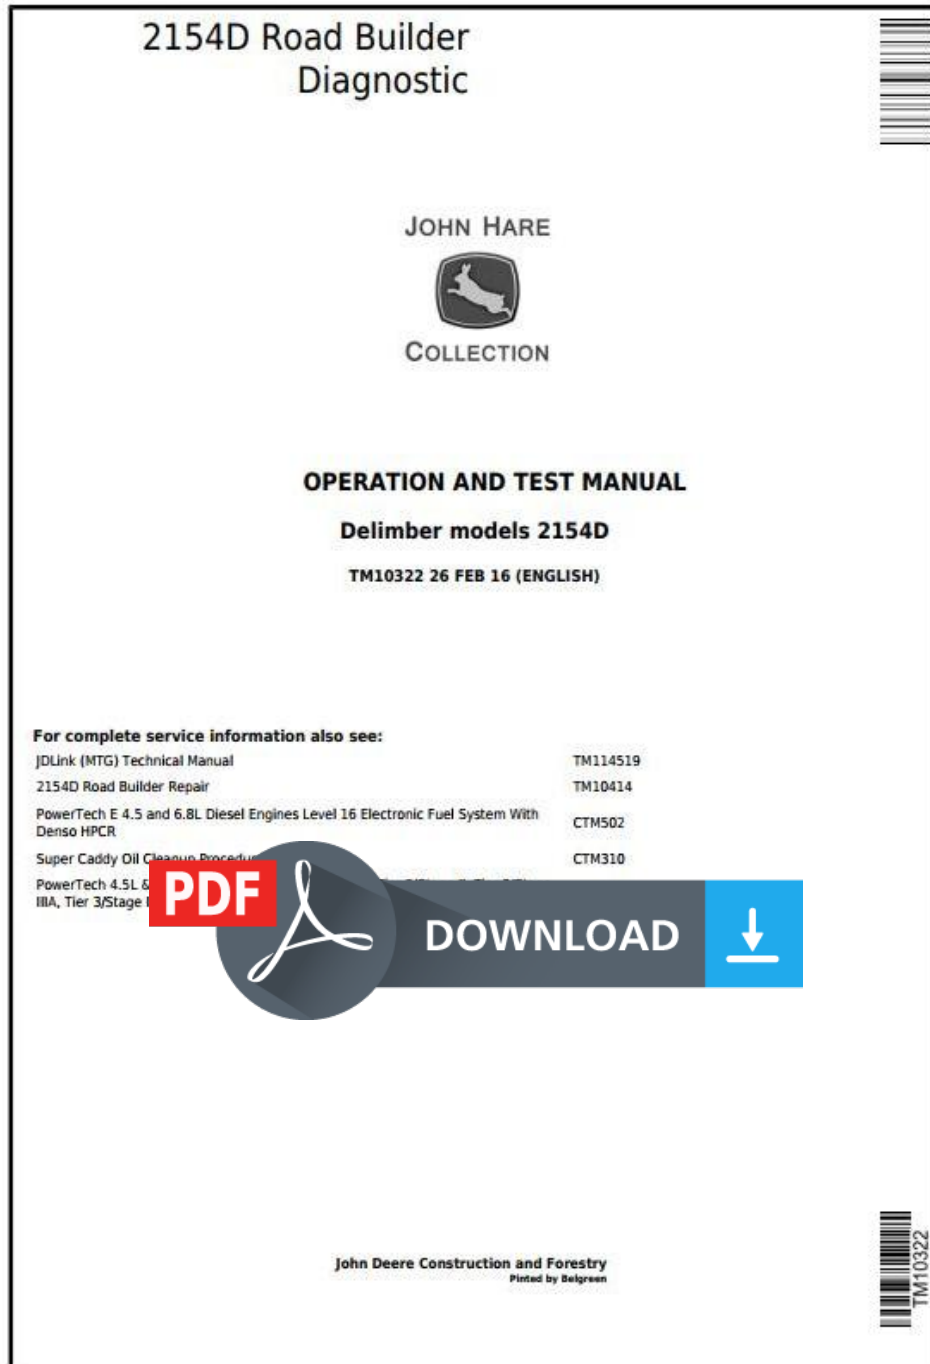 2154D Road Builder
Diagnostic
JOHN HARE
COLLECTION
OPERATION AND TEST MANUAL
Delimber models 2154D
TM10322 26 FEB 16 (ENGLISH)
For complete service information also see:
JDLink (MTG) Technical Manual TM114519
2154D Road Builder Repair TM10414
PowerTech E 4.5 and 6.8L Diesel Engines Level 16 Electronic Fuel System With
Denso HPCR CTM502
Super Caddy Oil Cleanup CTM310
PowerTech 4.5L &
IIIA, Tier 3/Stage
PDF
DOWNLOAD
John Deere Construction and Forestry
Pinted by Belgreen
TM10322